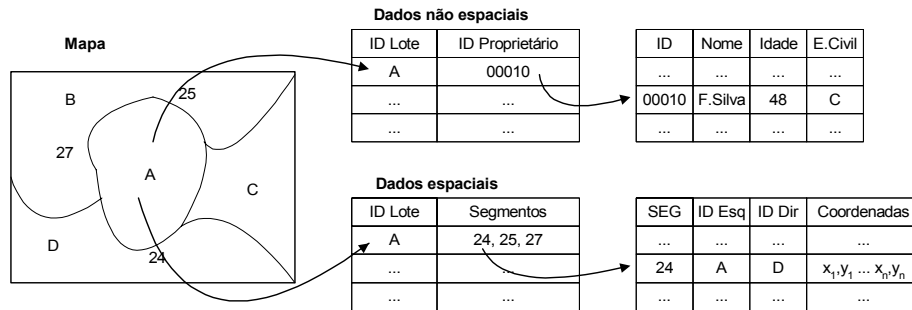 Dados não espaciais
Mapa
ID Lote ID Proprietário
A 00010
... ...
... ...
ID Nome Idade E.Civil
... ... ... ...
00010 F.Silva 48 C
... ... ... ...
B
25
27
A
C
D
24
Dados espaciais
ID Lote Segmentos
A 24, 25, 27
... ...
... ...
SEG ID Esq ID Dir Coordenadas
... ... ... ...
24 A D x1,y1 ... xn,yn
... ... ... ...